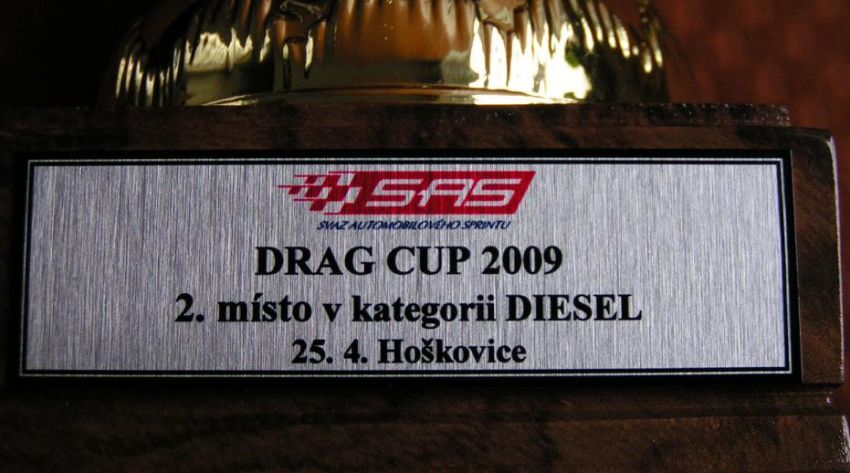 SAS
SVAZ AUTOMOBILOVÉHO SPRINTU
DRAG CUP 2009
2. místo v kategorii DIESEL
25. 4. Hoškovice